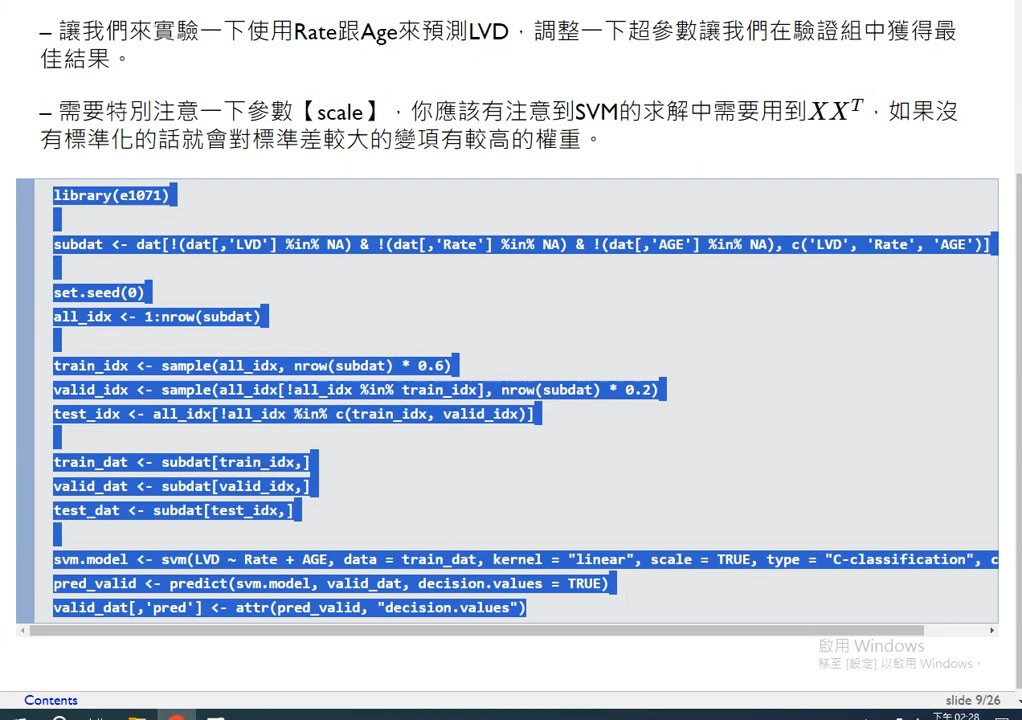 – 讓我們來實驗一下使用Rate跟Age來預測LVD，調整一下超參數讓我們在驗證組中獲得最
佳結果。
– 需要特別注意一下參數【scale】，你應該有注意到SVM的求解中需要用到XXᵀ，如果沒
有標準化的話就會對標準差較大的變項有較高的權重。
library(e1071)
subdat <- dat[!(dat[,'LVD'] %in% NA) & !(dat[,'Rate'] %in% NA) & !(dat[,'AGE'] %in% NA), c('LVD', 'Rate', 'AGE')]
set.seed(0)
all_idx <- 1:nrow(subdat)
train_idx <- sample(all_idx, nrow(subdat) * 0.6)
valid_idx <- sample(all_idx[!all_idx %in% train_idx], nrow(subdat) * 0.2)
test_idx <- all_idx[!all_idx %in% c(train_idx, valid_idx)]
train_dat <- subdat[train_idx,]
valid_dat <- subdat[valid_idx,]
test_dat <- subdat[test_idx,]
svm.model <- svm(LVD ~ Rate + AGE, data = train_dat, kernel = "linear", scale = TRUE, type = "C-classification", c
pred_valid <- predict(svm.model, valid_dat, decision.values = TRUE)
valid_dat[,'pred'] <- attr(pred_valid, "decision.values")
啟用 Windows
移至 [設定] 以啟用 Windows。
Contents
slide 9/26
下午 02:28